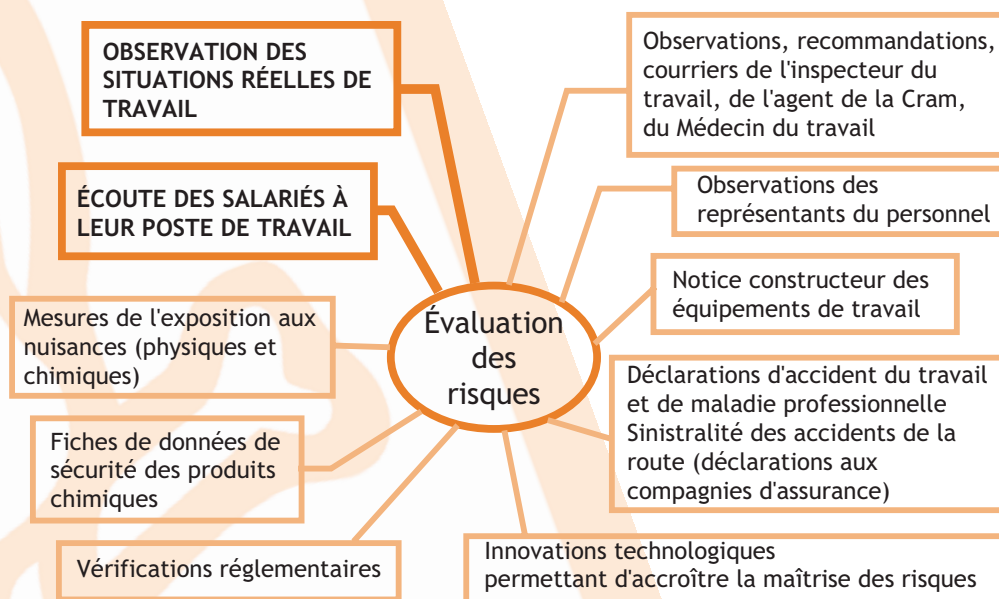 OBSERVATION DES
SITUATIONS RÉELLES DE
TRAVAIL
ÉCOUTE DES SALARIÉS À
LEUR POSTE DE TRAVAIL
Mesures de l'exposition aux
nuisances (physiques et
chimiques)
Fiches de données de
sécurité des produits
chimiques
Vérifications réglementaires
Évaluation
des
risques
Observations, recommandations,
courriers de l'inspecteur du
travail, de l'agent de la Cram,
du Médecin du travail
Observations des
représentants du personnel
Notice constructeur des
équipements de travail
Déclarations d'accident du travail
et de maladie professionnelle
Sinistralité des accidents de la
route (déclarations aux
compagnies d'assurance)
Innovations technologiques
permettant d'accroître la maîtrise des risques